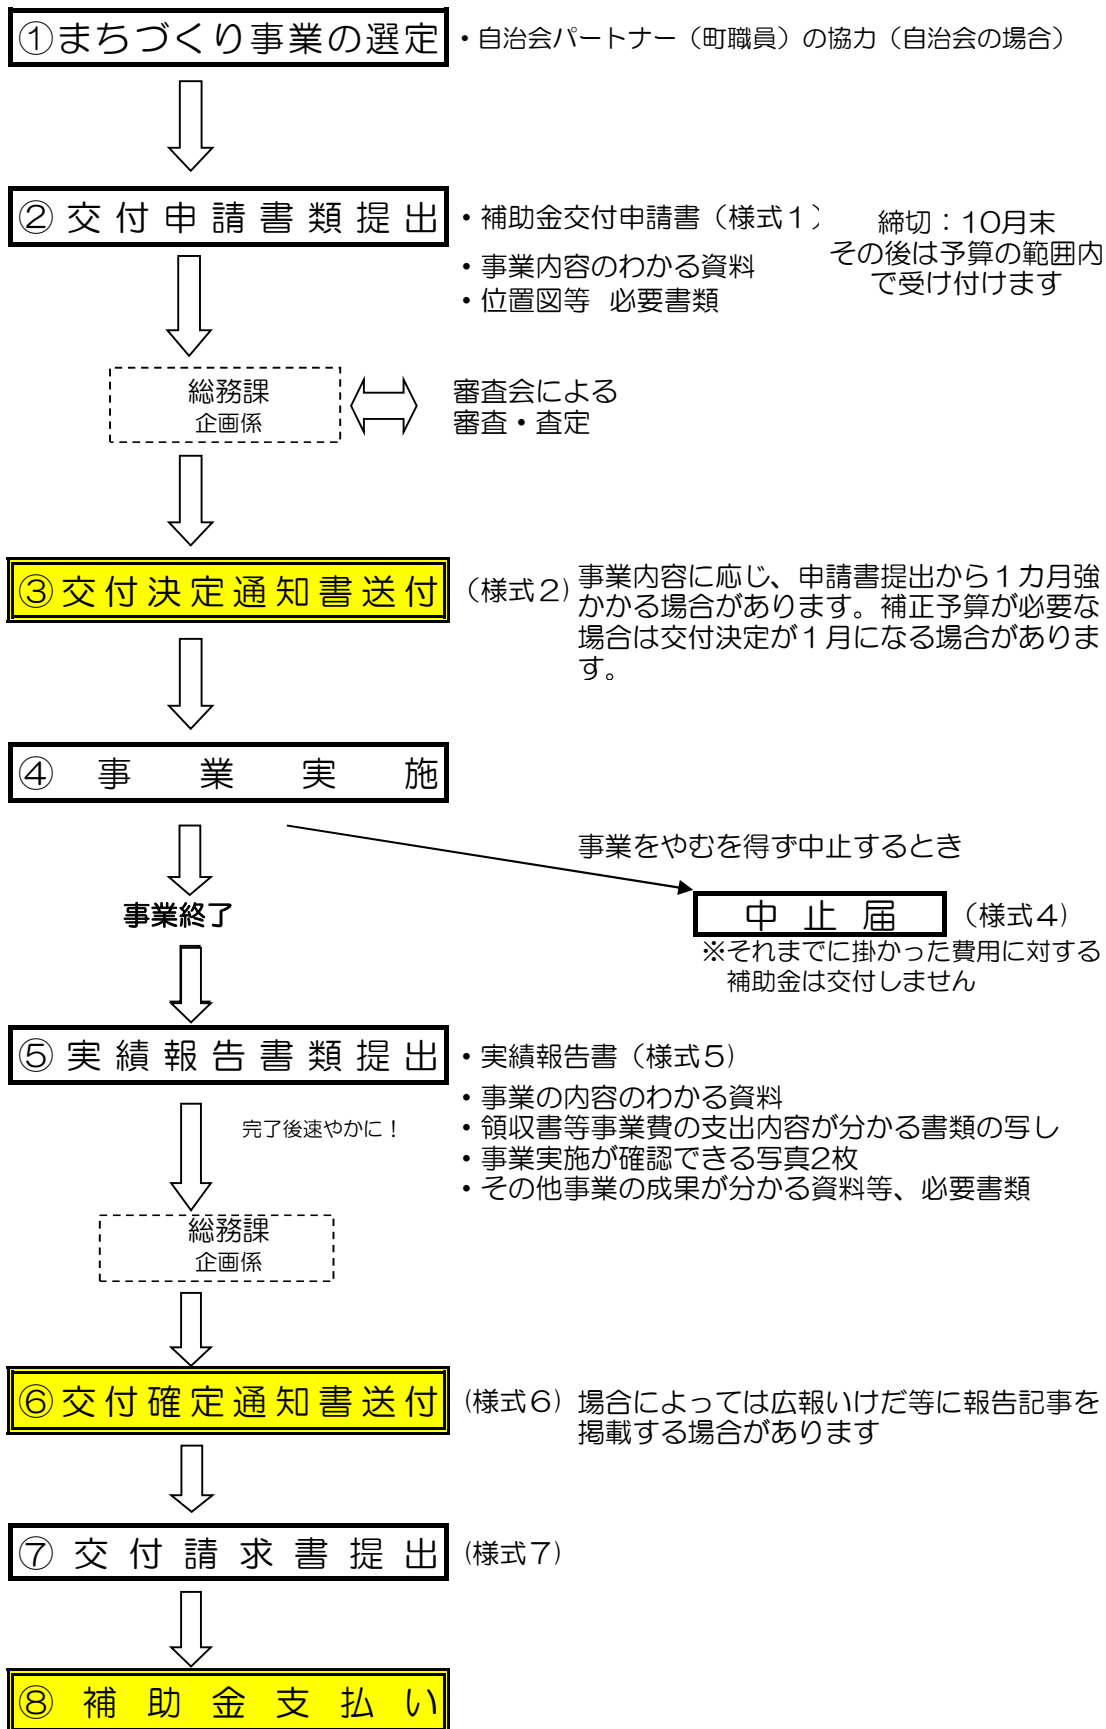 ①まちづくり事業の選定
・自治会パートナー（町職員）の協力（自治会の場合）
②交付申請書類提出
・補助金交付申請書（様式１）
・事業内容のわかる資料
・位置図等 必要書類
締切：10月末
その後は予算の範囲内
で受け付けます
総務課
企画係
審査会による
審査・査定
③交付決定通知書送付
（様式２）
事業内容に応じ、申請書提出から１カ月強
かかる場合があります。補正予算が必要な
場合は交付決定が１月になる場合がありま
す。
④事業実施
事業をやむを得ず中止するとき
中止届
（様式４）
※それまでに掛かった費用に対する
補助金は交付しません
事業終了
⑤実績報告書類提出
・実績報告書（様式５）
・事業の内容のわかる資料
・領収書等事業費の支出内容が分かる書類の写し
・事業実施が確認できる写真2枚
・その他事業の成果が分かる資料等、必要書類
完了後速やかに！
総務課
企画係
⑥交付確定通知書送付
（様式６）
場合によっては広報いけだ等に報告記事を
掲載する場合があります
⑦交付請求書提出
（様式７）
⑧補助金支払い